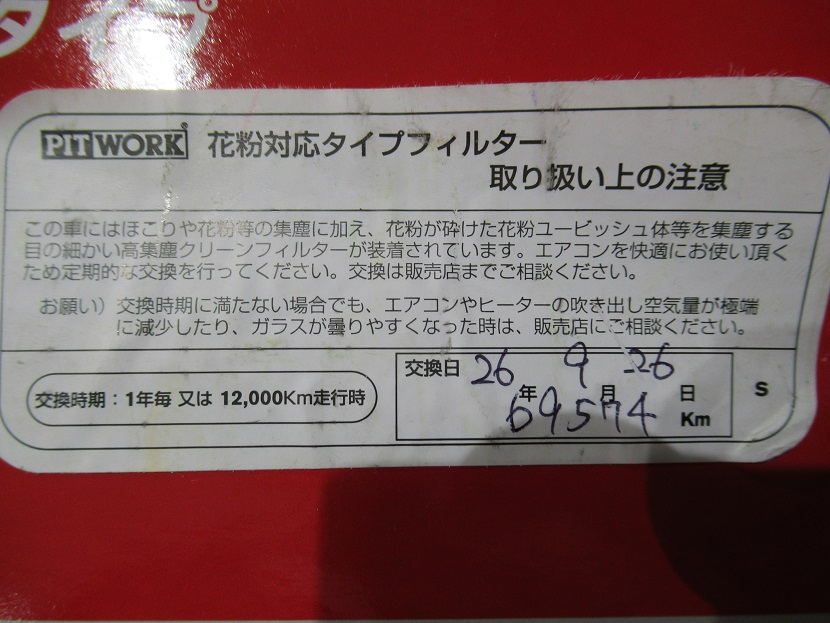 タイプ
PITWORK 花粉対応タイプフィルター
取り扱い上の注意
この車にはほこりや花粉等の集塵に加え、花粉が砕けた花粉ユービッシュ体等を集塵する
目の細かい高集塵クリーンフィルターが装着されています。エアコンを快適にお使い頂く
ため定期的な交換を行ってください。交換は販売店までご相談ください。
お願い）交換時期に満たない場合でも、エアコンやヒーターの吹き出し空気量が極端
に減少したり、ガラスが曇りやすくなった時は、販売店にご相談ください。
交換時期：1年毎 又は 12,000Km走行時
交換日 26年 9月 26日
69574 Km
S